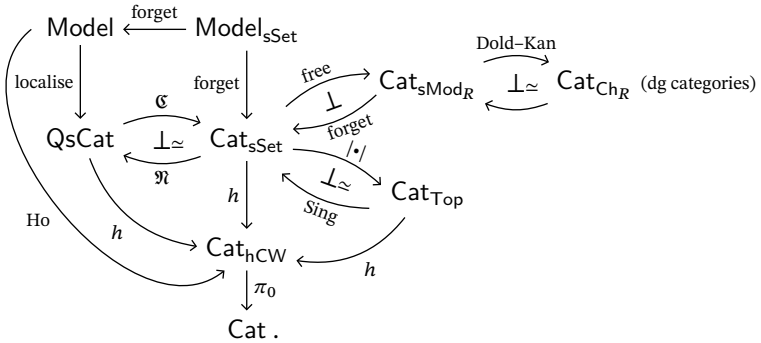 forget
Model Model_sSet
Dold–Kan
localise forget free
⊥ Cat_sMod_R ⊥≃ Cat_Ch_R (dg categories)
ℭ forget
QsCat ⊥≃ Cat_sSet |•|
𝔑 ⊥≃ Cat_Top
h Sing
Ho h h
Cat_hCW
π₀
Cat .